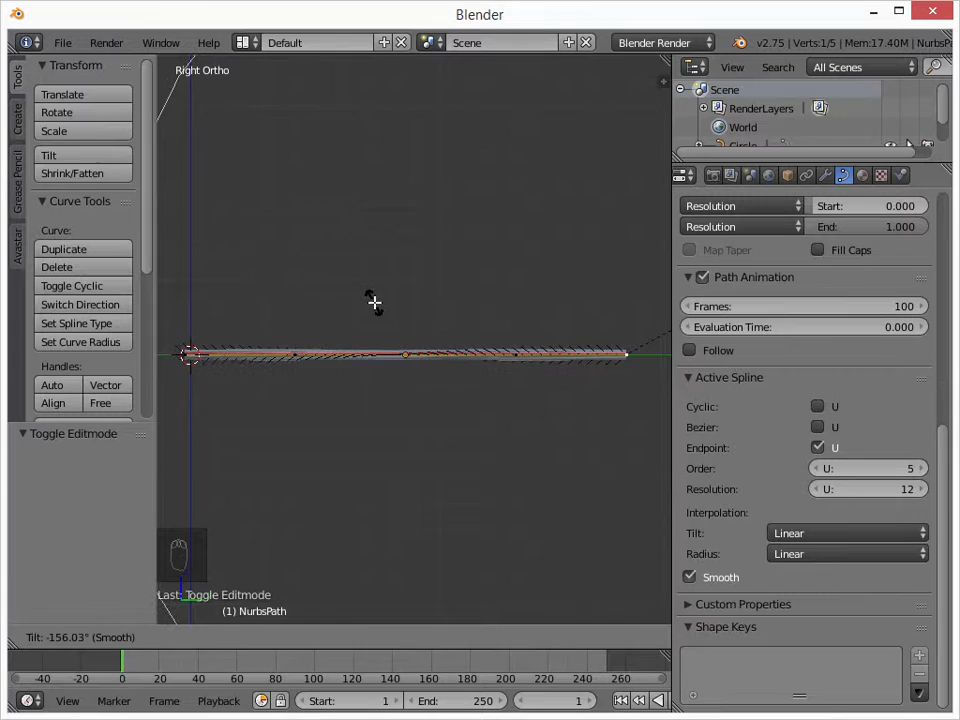 Blender
File Render Window Help Default Scene Blender Render v2.75 | Verts:1/5 | Mem:17.40M | NurbsPa
Tools
Create
Grease Pencil
Avastar
Transform
Translate
Rotate
Scale
Tilt
Shrink/Fatten
Curve Tools
Curve:
Duplicate
Delete
Toggle Cyclic
Switch Direction
Set Spline Type
Set Curve Radius
Handles:
Auto Vector
Align Free
Toggle Editmode
Right Ortho
Last: Toggle Editmode
(1) NurbsPath
Tilt: -156.03° (Smooth)
View Search All Scenes
Scene
RenderLayers |
World
Circle
Resolution Start: 0.000
Resolution End: 1.000
Map Taper Fill Caps
Path Animation
Frames: 100
Evaluation Time: 0.000
Follow
Active Spline
Cyclic: U
Bezier: U
Endpoint: U
Order: U: 5
Resolution: U: 12
Interpolation:
Tilt: Linear
Radius: Linear
Smooth
Custom Properties
Shape Keys
-40 -20 0 20 40 60 80 100 120 140 160 180 200 220 240 260
View Marker Frame Playback Start: 1 End: 250 1